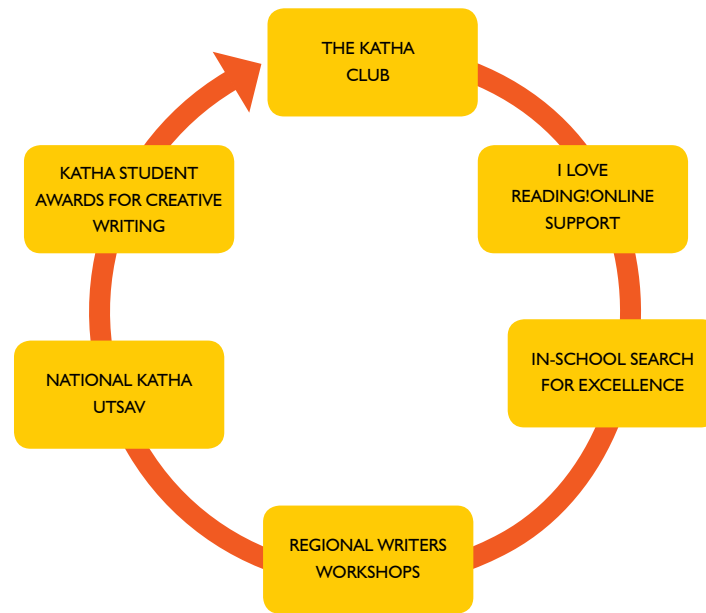 THE KATHA
CLUB
I LOVE
READING!ONLINE
SUPPORT
IN-SCHOOL SEARCH
FOR EXCELLENCE
REGIONAL WRITERS
WORKSHOPS
NATIONAL KATHA
UTSAV
KATHA STUDENT
AWARDS FOR CREATIVE
WRITING